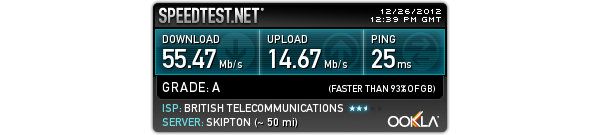 SPEEDTEST.NET
12/26/2012
12:39 PM GMT
DOWNLOAD
55.47 Mb/s
UPLOAD
14.67 Mb/s
PING
25 ms
GRADE: A
(FASTER THAN 93% OF GB)
ISP: BRITISH TELECOMMUNICATIONS
SERVER: SKIPTON (~ 50 mi)
OOKLA